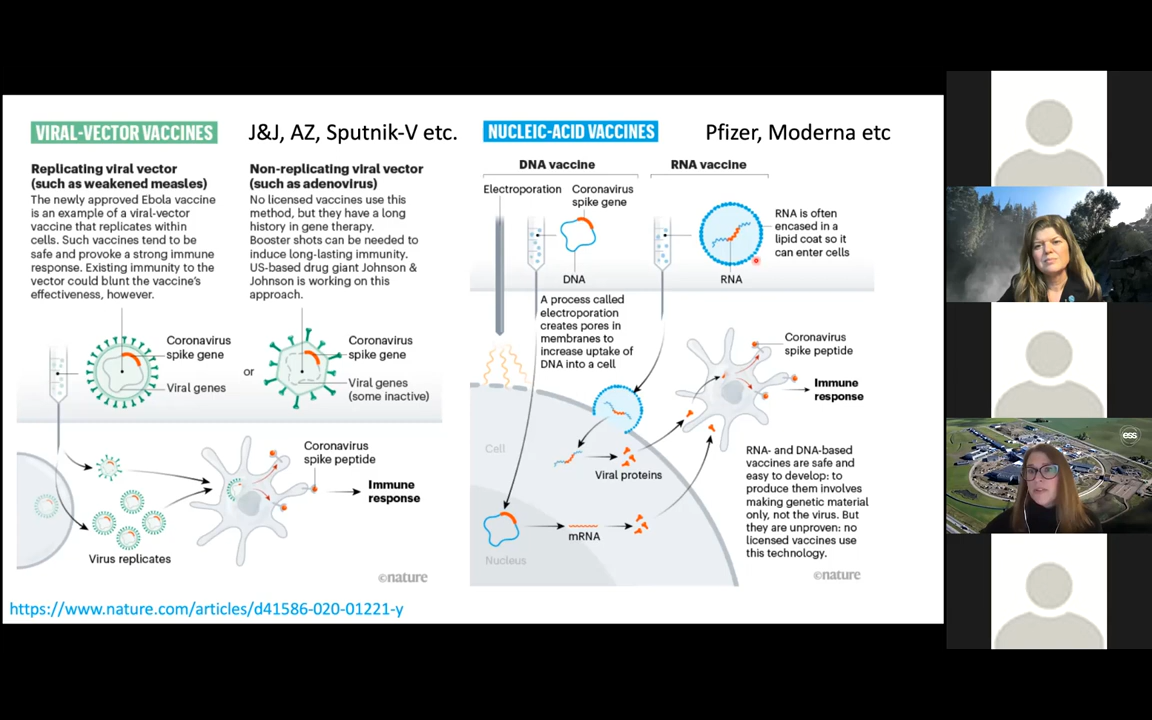 VIRAL-VECTOR VACCINES
J&J, AZ, Sputnik-V etc.
Replicating viral vector
(such as weakened measles)
The newly approved Ebola vaccine
is an example of a viral-vector
vaccine that replicates within
cells. Such vaccines tend to be
safe and provoke a strong immune
response. Existing immunity to the
vector could blunt the vaccine's
effectiveness, however.
Non-replicating viral vector
(such as adenovirus)
No licensed vaccines use this
method, but they have a long
history in gene therapy.
Booster shots can be needed to
induce long-lasting immunity.
US-based drug giant Johnson &
Johnson is working on this
approach.
Coronavirus
spike gene
Viral genes
or
Coronavirus
spike gene
Viral genes
(some inactive)
Coronavirus
spike peptide
Immune
response
Virus replicates
©nature
NUCLEIC-ACID VACCINES
Pfizer, Moderna etc
DNA vaccine
RNA vaccine
Electroporation
Coronavirus
spike gene
DNA
RNA is often
encased in a
lipid coat so it
can enter cells
RNA
A process called
electroporation
creates pores in
membranes to
increase uptake of
DNA into a cell
Coronavirus
spike peptide
Immune
response
Cell
Viral proteins
mRNA
Nucleus
RNA- and DNA-based
vaccines are safe and
easy to develop: to
produce them involves
making genetic material
only, not the virus. But
they are unproven: no
licensed vaccines use
this technology.
©nature
https://www.nature.com/articles/d41586-020-01221-y
ess